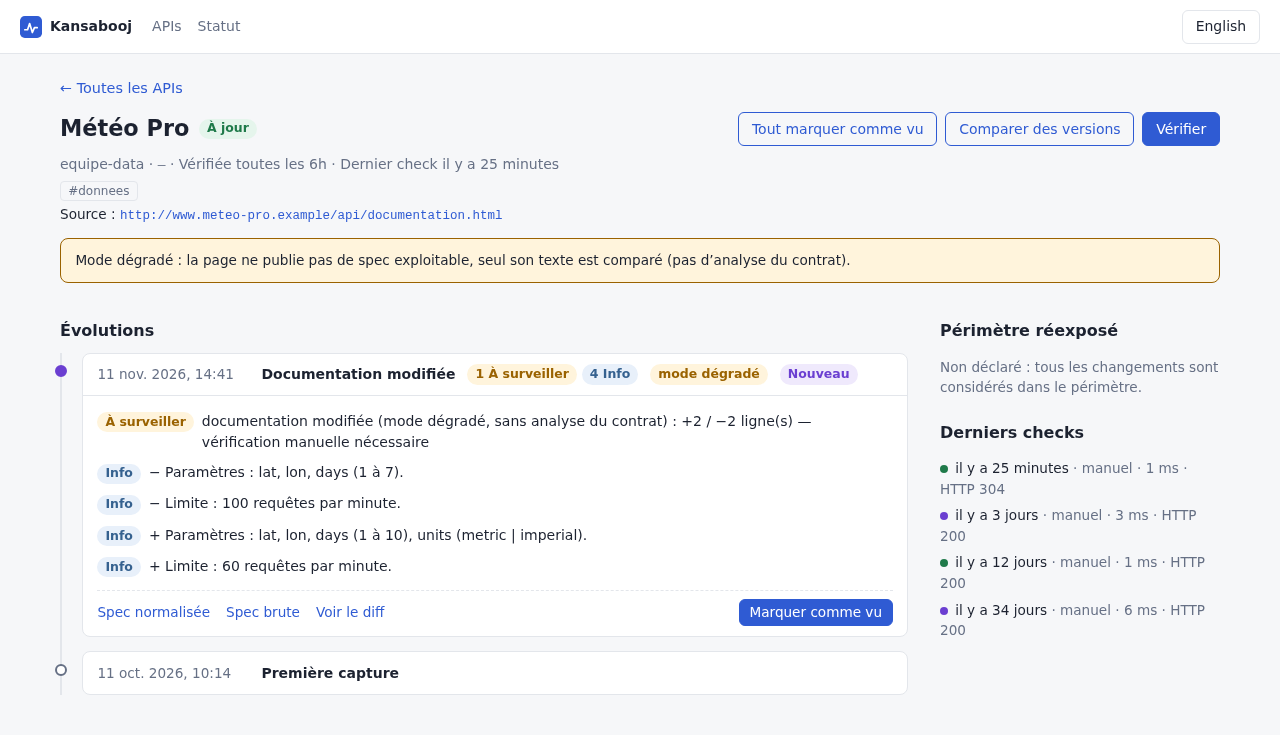 Kansabooj APIs Statut English
← Toutes les APIs
Météo Pro À jour Tout marquer comme vu Comparer des versions Vérifier
equipe-data · – · Vérifiée toutes les 6h · Dernier check il y a 25 minutes
#donnees
Source : http://www.meteo-pro.example/api/documentation.html
Mode dégradé : la page ne publie pas de spec exploitable, seul son texte est comparé (pas d’analyse du contrat).
Évolutions
11 nov. 2026, 14:41 Documentation modifiée 1 À surveiller 4 Info mode dégradé Nouveau
À surveiller documentation modifiée (mode dégradé, sans analyse du contrat) : +2 / −2 ligne(s) —
vérification manuelle nécessaire
Info − Paramètres : lat, lon, days (1 à 7).
Info − Limite : 100 requêtes par minute.
Info + Paramètres : lat, lon, days (1 à 10), units (metric | imperial).
Info + Limite : 60 requêtes par minute.
Spec normalisée Spec brute Voir le diff Marquer comme vu
11 oct. 2026, 10:14 Première capture
Périmètre réexposé
Non déclaré : tous les changements sont
considérés dans le périmètre.
Derniers checks
il y a 25 minutes · manuel · 1 ms ·
HTTP 304
il y a 3 jours · manuel · 3 ms · HTTP
200
il y a 12 jours · manuel · 1 ms · HTTP
200
il y a 34 jours · manuel · 6 ms · HTTP
200